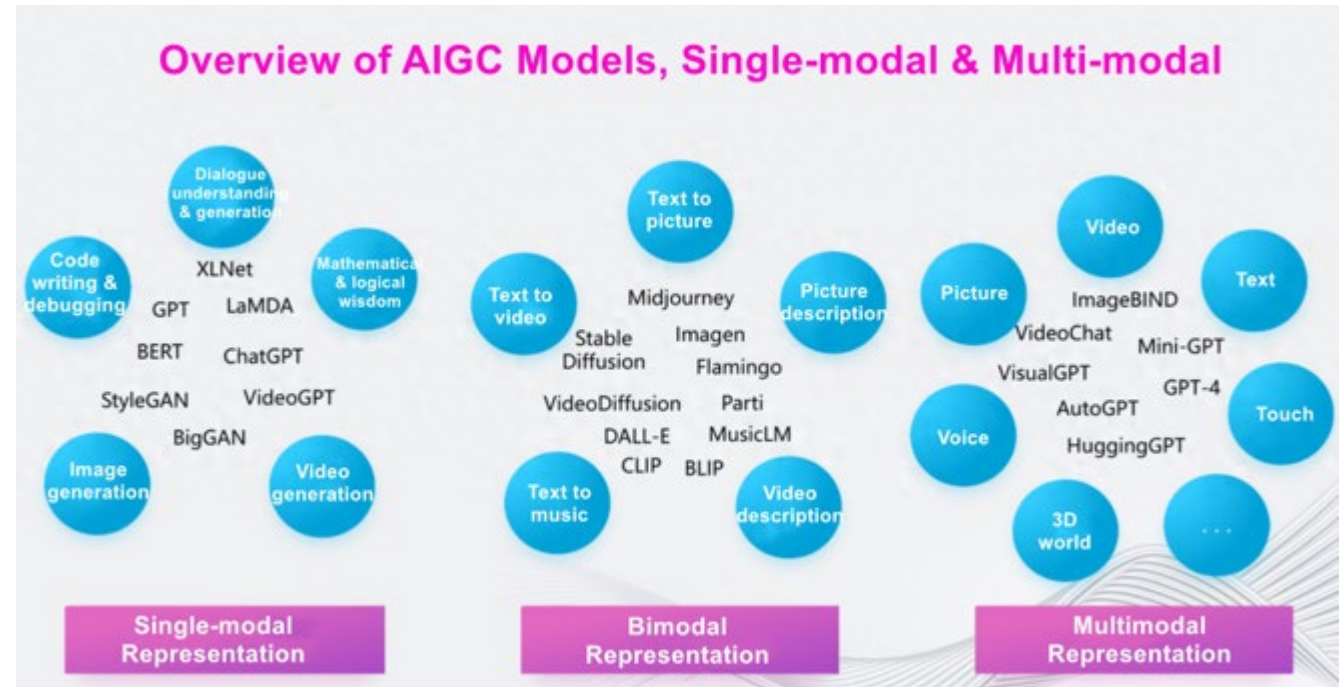 Overview of AIGC Models, Single-modal & Multi-modal
Dialogue
understanding
& generation
Code
writing &
debugging
Mathematical
& logical
wisdom
XLNet
GPT
LaMDA
BERT
ChatGPT
StyleGAN
VideoGPT
BigGAN
Image
generation
Video
generation
Single-modal
Representation
Text to
picture
Text to
video
Picture
description
Midjourney
Stable
Diffusion
Imagen
Flamingo
VideoDiffusion
Parti
DALL-E
MusicLM
CLIP
BLIP
Text to
music
Video
description
Bimodal
Representation
Video
Picture
Text
ImageBIND
VideoChat
Mini-GPT
VisualGPT
GPT-4
AutoGPT
HuggingGPT
Voice
Touch
3D
world
...
Multimodal
Representation